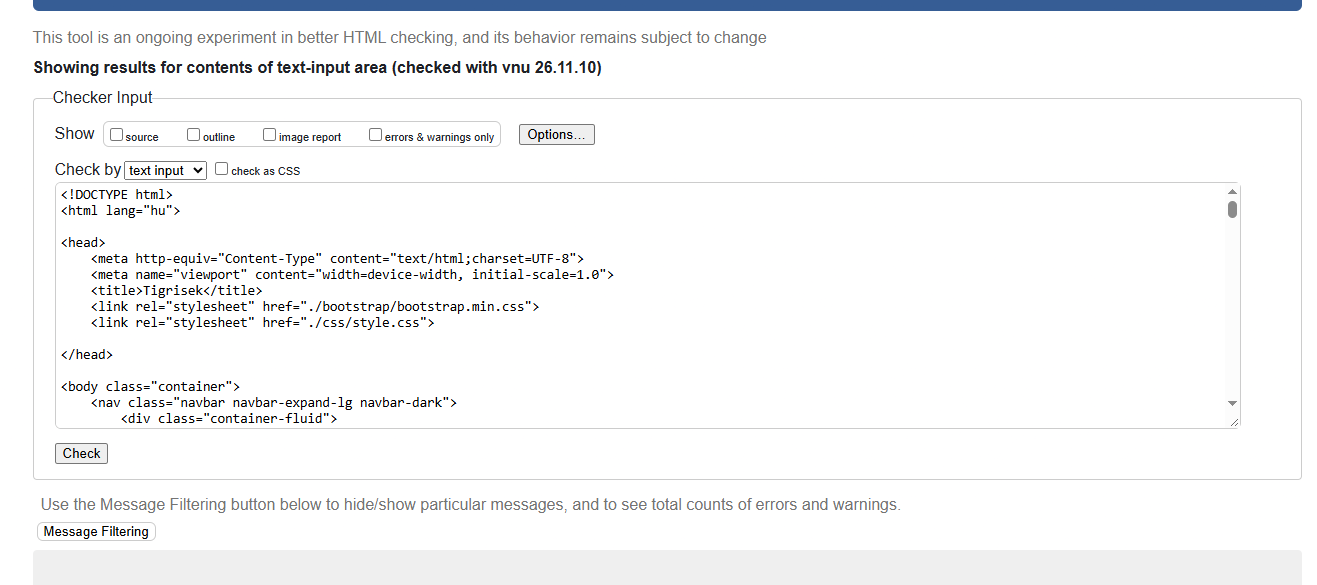 This tool is an ongoing experiment in better HTML checking, and its behavior remains subject to change
Showing results for contents of text-input area (checked with vnu 26.11.10)
Checker Input
Show source outline image report errors & warnings only Options...
Check by text input check as CSS
<!DOCTYPE html>
<html lang="hu">
<head>
<meta http-equiv="Content-Type" content="text/html;charset=UTF-8">
<meta name="viewport" content="width=device-width, initial-scale=1.0">
<title>Tigrisek</title>
<link rel="stylesheet" href="./bootstrap/bootstrap.min.css">
<link rel="stylesheet" href="./css/style.css">
</head>
<body class="container">
<nav class="navbar navbar-expand-lg navbar-dark">
<div class="container-fluid">
Check
Use the Message Filtering button below to hide/show particular messages, and to see total counts of errors and warnings.
Message Filtering